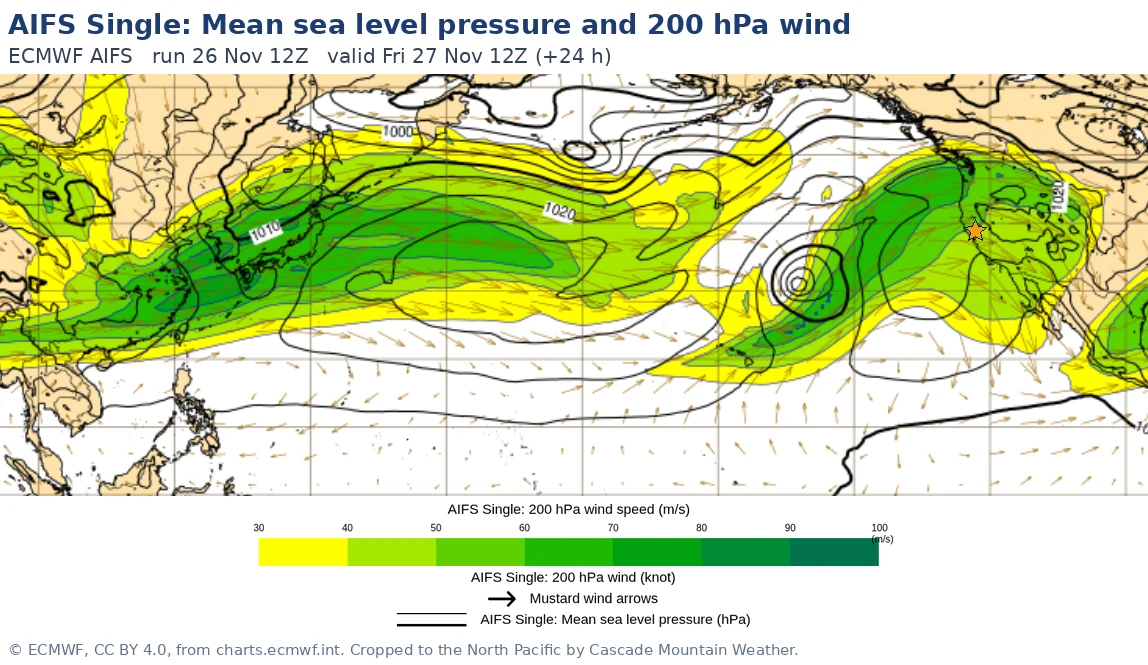 AIFS Single: Mean sea level pressure and 200 hPa wind
ECMWF AIFS run 26 Nov 12Z valid Fri 27 Nov 12Z (+24 h)
1000
1020
1020
1010
AIFS Single: 200 hPa wind speed (m/s)
30 40 50 60 70 80 90 100
(m/s)
AIFS Single: 200 hPa wind (knot)
Mustard wind arrows
AIFS Single: Mean sea level pressure (hPa)
© ECMWF, CC BY 4.0, from charts.ecmwf.int. Cropped to the North Pacific by Cascade Mountain Weather.